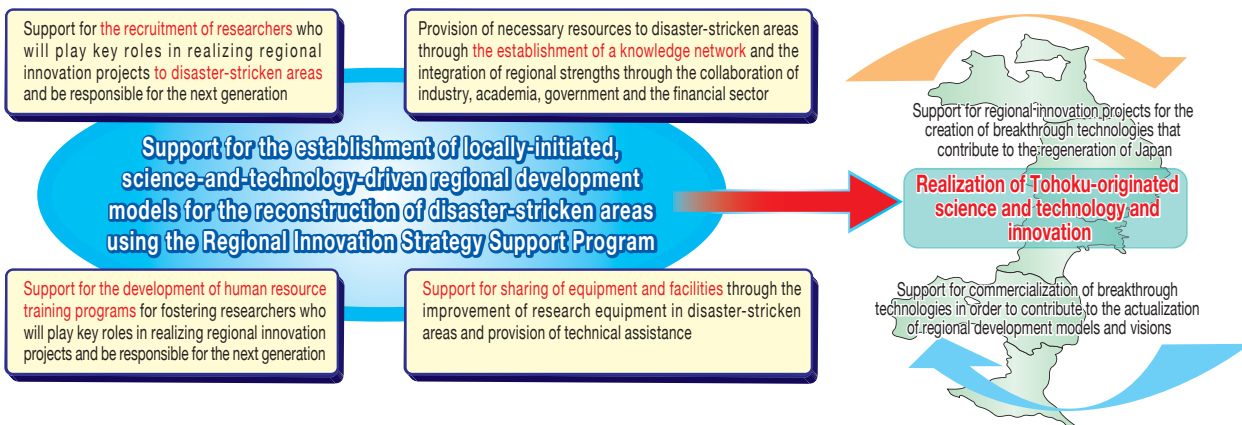 Support for the recruitment of researchers who
will play key roles in realizing regional
innovation projects to disaster-stricken areas
and be responsible for the next generation
Provision of necessary resources to disaster-stricken areas
through the establishment of a knowledge network and the
integration of regional strengths through the collaboration of
industry, academia, government and the financial sector
Support for the establishment of locally-initiated,
science-and-technology-driven regional development
models for the reconstruction of disaster-stricken areas
using the Regional Innovation Strategy Support Program
Support for the development of human resource
training programs for fostering researchers who
will play key roles in realizing regional innovation
projects and be responsible for the next generation
Support for sharing of equipment and facilities through the
improvement of research equipment in disaster-stricken
areas and provision of technical assistance
Support for regional innovation projects for the
creation of breakthrough technologies that
contribute to the regeneration of Japan
Realization of Tohoku-originated
science and technology and
innovation
Support for commercialization of breakthrough
technologies in order to contribute to the actualization
of regional development models and visions